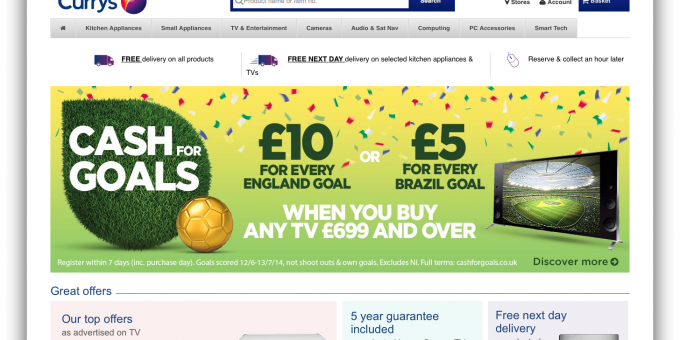 Currys
Product name or item no.
Search
Stores
Account
Basket
Kitchen Appliances
Small Appliances
TV & Entertainment
Cameras
Audio & Sat Nav
Computing
PC Accessories
Smart Tech
FREE delivery on all products
FREE NEXT DAY delivery on selected kitchen appliances &
TVs
Reserve & collect an hour later
CASH FOR
GOALS
£10
FOR EVERY
ENGLAND GOAL
OR
£5
FOR EVERY
BRAZIL GOAL
WHEN YOU BUY
ANY TV £699 AND OVER
Register within 7 days (inc. purchase day). Goals scored 12/6-13/7/14, not shoot outs & own goals. Excludes NI. Full terms: cashforgoals.co.uk
Discover more
Great offers
Our top offers
as advertised on TV
5 year guarantee
included
Free next day
delivery